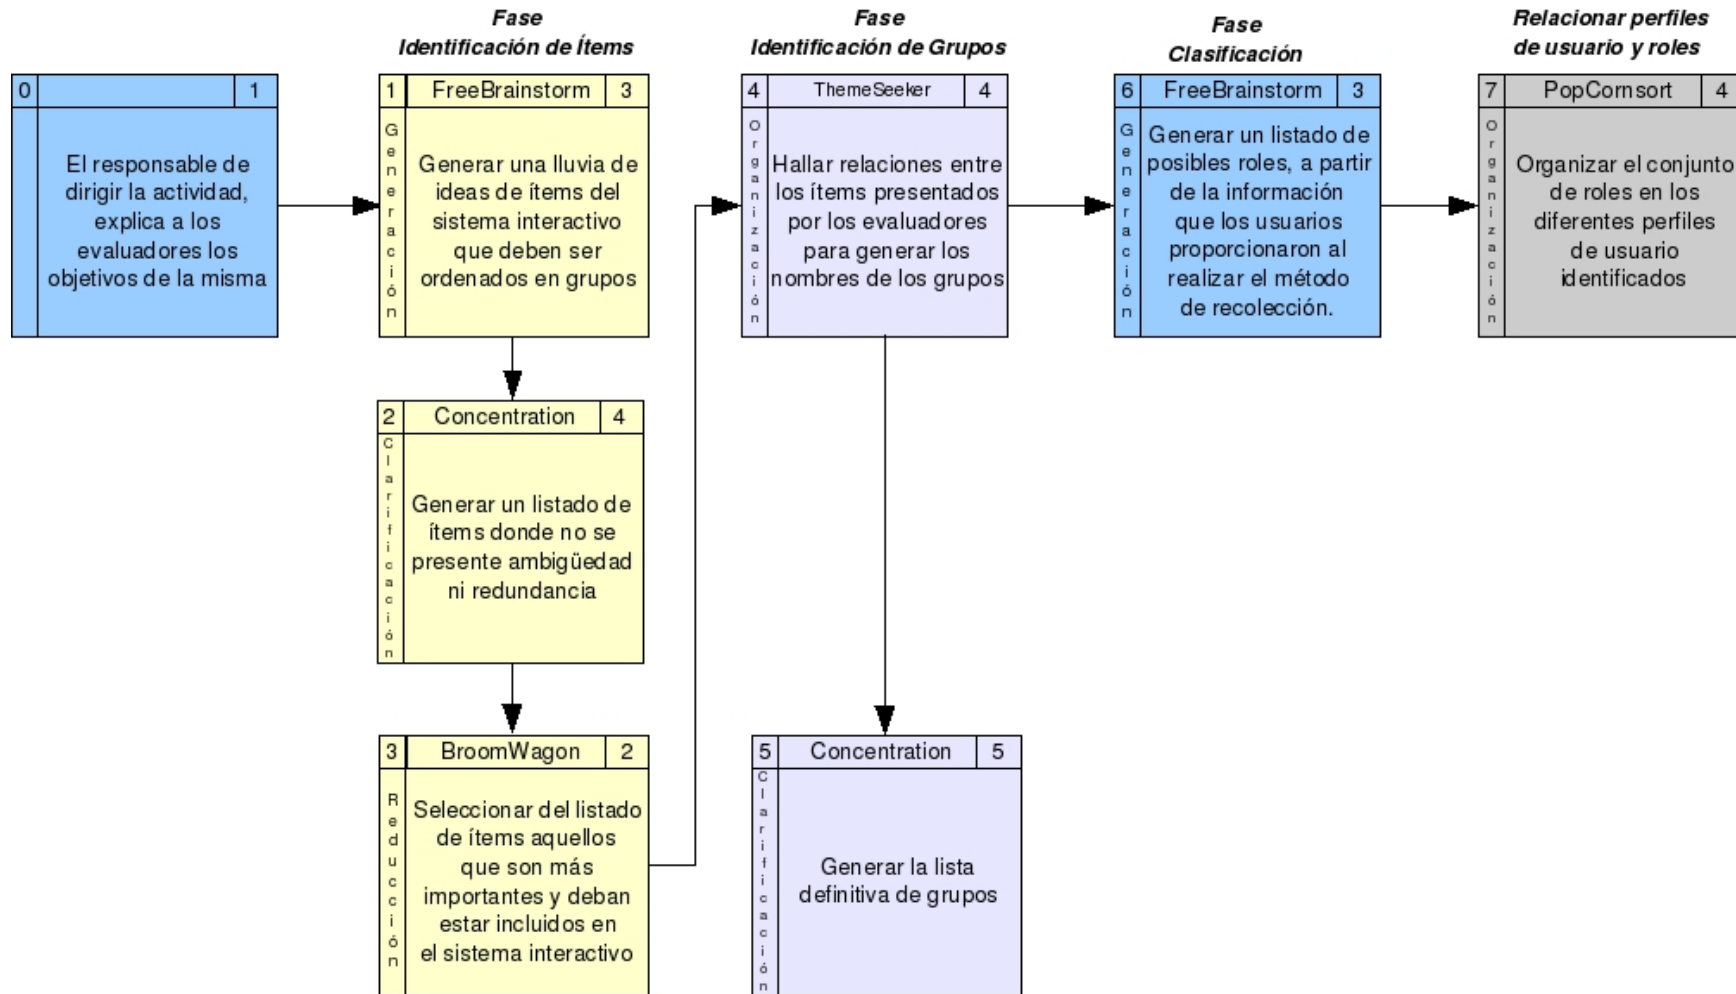 Fase
Identificación de Ítems
Fase
Identificación de Grupos
Fase
Clasificación
Relacionar perfiles
de usuario y roles
0
1
El responsable de
dirigir la actividad,
explica a los
evaluadores los
objetivos de la misma
1 FreeBrainstorm 3
Generación
Generar una lluvia de
ideas de ítems del
sistema interactivo
que deben ser
ordenados en grupos
2 Concentration 4
Clarificación
Generar un listado de
ítems donde no se
presente ambigüedad
ni redundancia
3 BroomWagon 2
Reducción
Seleccionar del listado
de ítems aquellos
que son más
importantes y deban
estar incluidos en
el sistema interactivo
4 ThemeSeeker 4
Organización
Hallar relaciones entre
los ítems presentados
por los evaluadores
para generar los
nombres de los grupos
5 Concentration 5
Clarificación
Generar la lista
definitiva de grupos
6 FreeBrainstorm 3
Generación
Generar un listado de
posibles roles, a partir
de la información
que los usuarios
proporcionaron al
realizar el método
de recolección.
7 PopCornsort 4
Organización
Organizar el conjunto
de roles en los
diferentes perfiles
de usuario
identificados